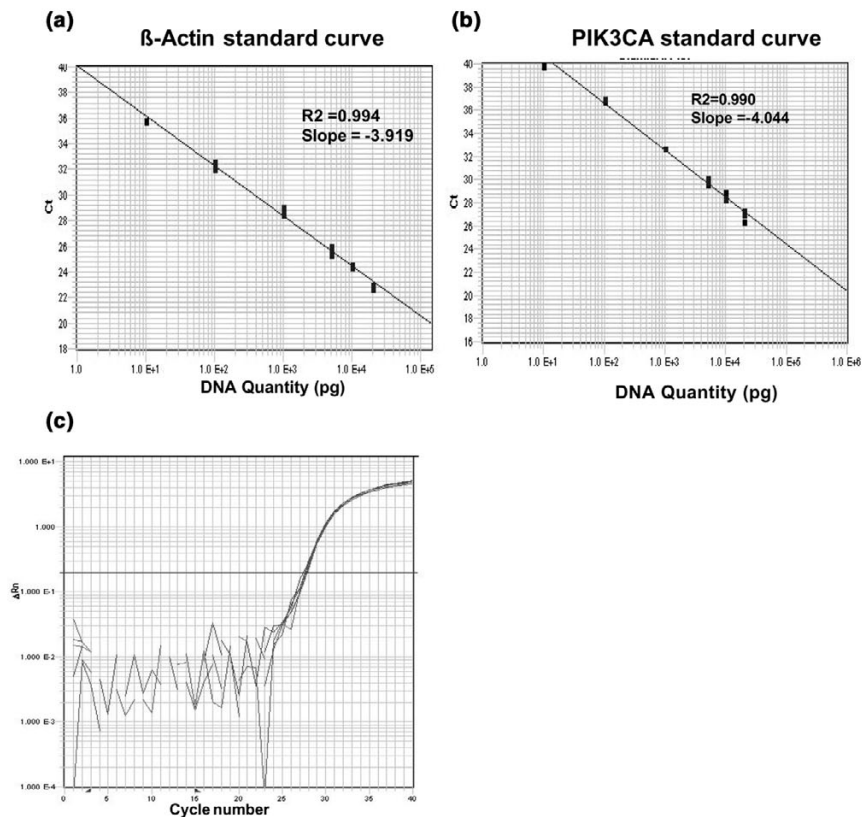 (a)
ß-Actin standard curve
40
38
36
34
32
30
28
26
24
22
20
18
Ct
R2 =0.994
Slope = -3.919
1.0
1.0 E+1
1.0 E+2
1.0 E+3
1.0 E+4
1.0 E+5
DNA Quantity (pg)
(b)
PIK3CA standard curve
40
38
36
34
32
30
28
26
24
22
20
18
16
Ct
R2=0.990
Slope =-4.044
1.0
1.0 E+1
1.0 E+2
1.0 E+3
1.0 E+4
1.0 E+5
1.0 E+6
DNA Quantity (pg)
(c)
1.000 E+1
1.000
1.000 E-1
1.000 E-2
1.000 E-3
1.000 E-4
ΔRn
0
5
10
15
20
25
30
35
40
Cycle number